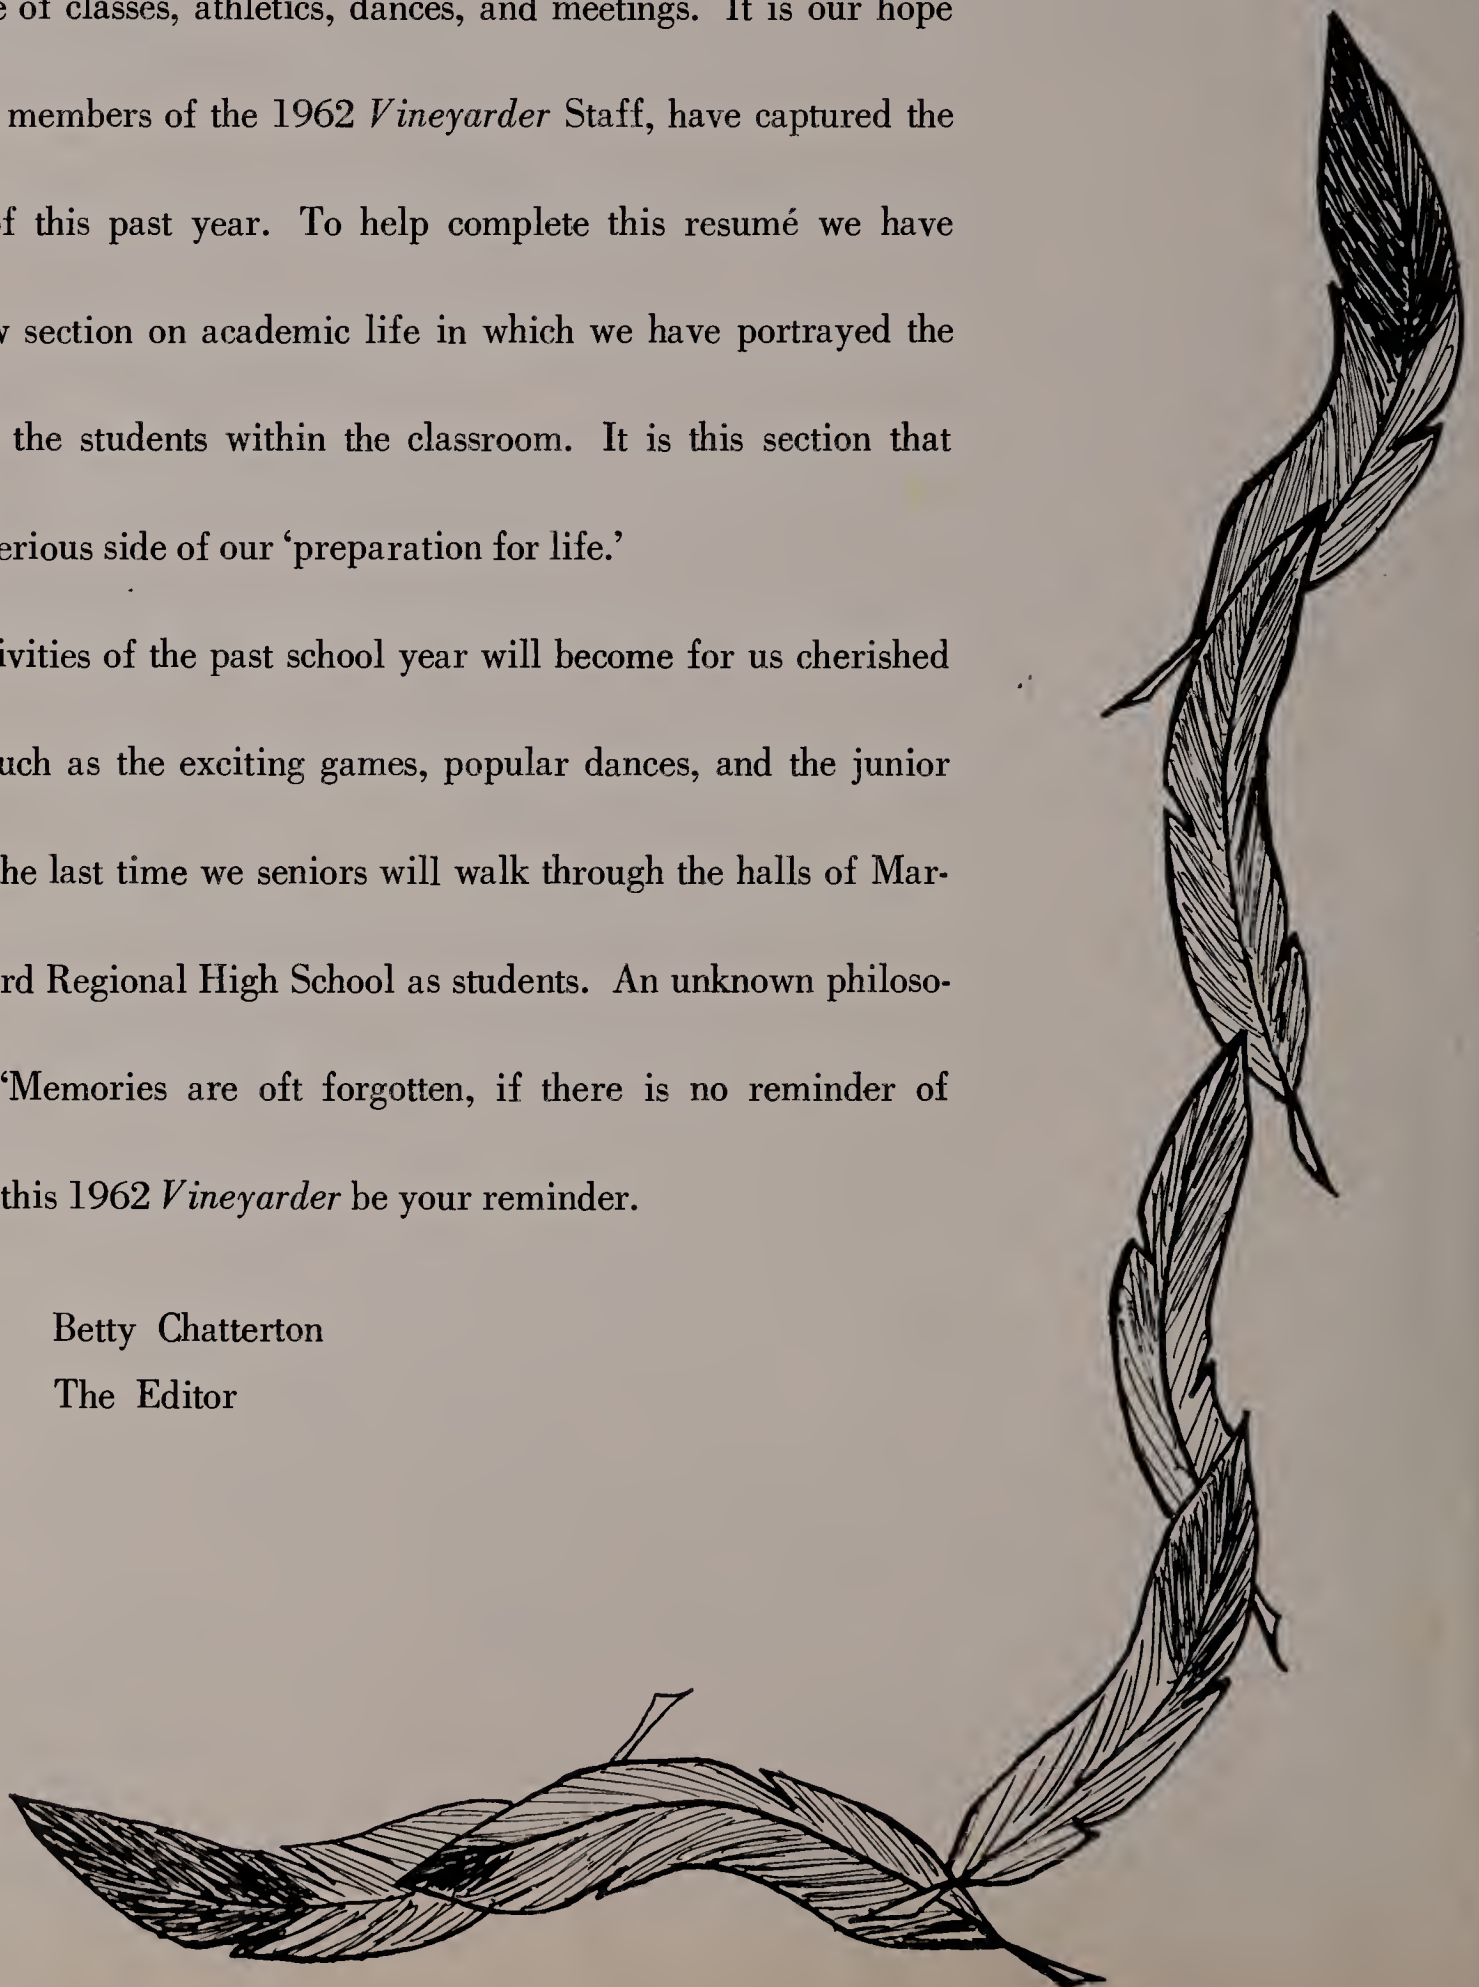 e of classes, athletics, dances, and meetings. It is our hope
members of the 1962 Vineyarder Staff, have captured the
of this past year. To help complete this resumé we have
w section on academic life in which we have portrayed the
the students within the classroom. It is this section that
erious side of our ‘preparation for life.’
ivities of the past school year will become for us cherished
uch as the exciting games, popular dances, and the junior
he last time we seniors will walk through the halls of Mar-
rd Regional High School as students. An unknown philoso-
‘Memories are oft forgotten, if there is no reminder of
this 1962 Vineyarder be your reminder.
Betty Chatterton
The Editor